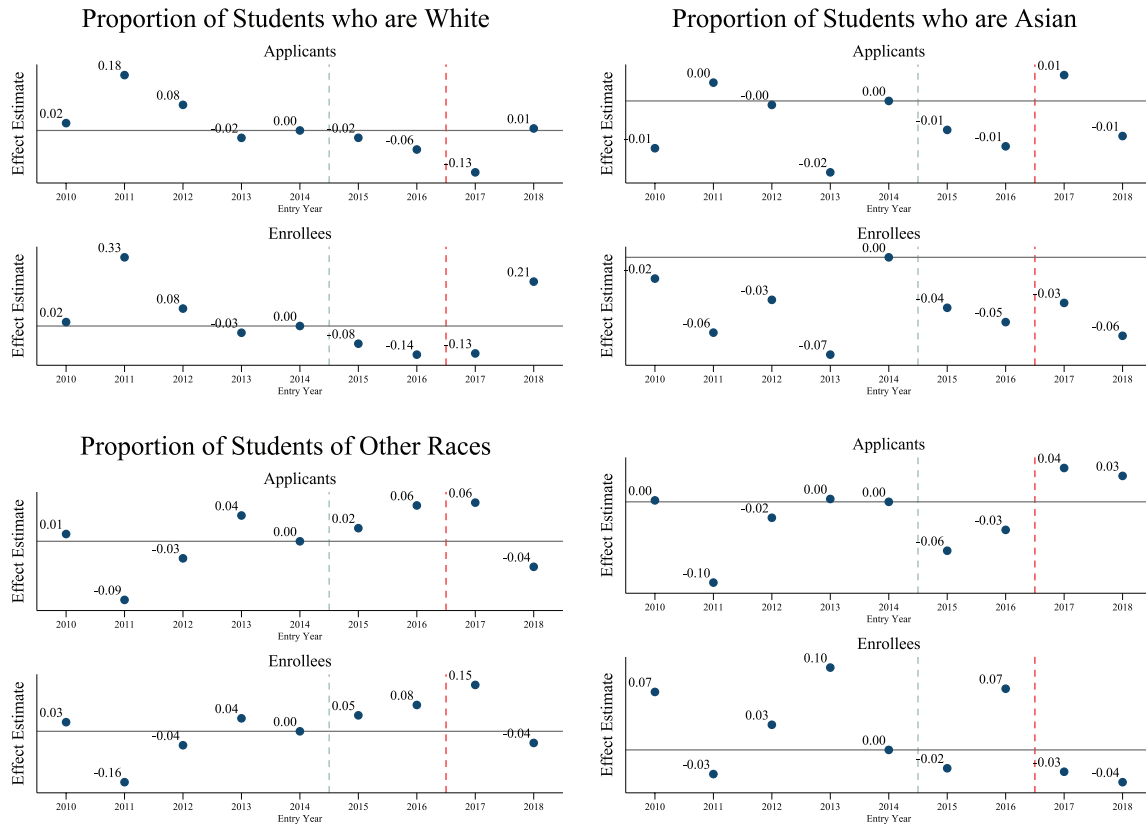 Proportion of Students who are White
Applicants
Effect Estimate
0.02
0.18
0.08
-0.02
0.00
-0.02
-0.06
-0.13
0.01
2010 2011 2012 2013 2014 2015 2016 2017 2018
Entry Year
Enrollees
Effect Estimate
0.02
0.33
0.08
-0.03
0.00
-0.08
-0.14
-0.13
0.21
2010 2011 2012 2013 2014 2015 2016 2017 2018
Entry Year
Proportion of Students who are Asian
Applicants
Effect Estimate
-0.01
0.00
-0.00
-0.02
0.00
-0.01
-0.01
0.01
-0.01
2010 2011 2012 2013 2014 2015 2016 2017 2018
Entry Year
Enrollees
Effect Estimate
-0.02
-0.06
-0.03
-0.07
0.00
-0.04
-0.05
-0.03
-0.06
2010 2011 2012 2013 2014 2015 2016 2017 2018
Entry Year
Proportion of Students of Other Races
Applicants
Effect Estimate
0.01
-0.09
-0.03
0.04
0.00
0.02
0.06
0.06
-0.04
2010 2011 2012 2013 2014 2015 2016 2017 2018
Entry Year
Enrollees
Effect Estimate
0.03
-0.16
-0.04
0.04
0.00
0.05
0.08
0.15
-0.04
2010 2011 2012 2013 2014 2015 2016 2017 2018
Entry Year
Applicants
Effect Estimate
0.00
-0.10
-0.02
0.00
0.00
-0.06
-0.03
0.04
0.03
2010 2011 2012 2013 2014 2015 2016 2017 2018
Entry Year
Enrollees
Effect Estimate
0.07
-0.03
0.03
0.10
0.00
-0.02
0.07
-0.03
-0.04
2010 2011 2012 2013 2014 2015 2016 2017 2018
Entry Year